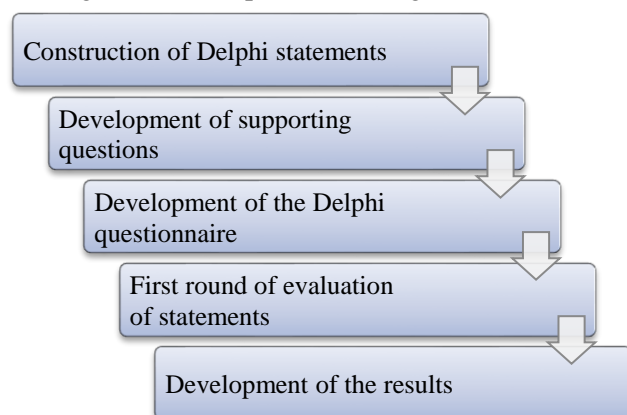 Construction of Delphi statements
Development of supporting
questions
Development of the Delphi
questionnaire
First round of evaluation
of statements
Development of the results